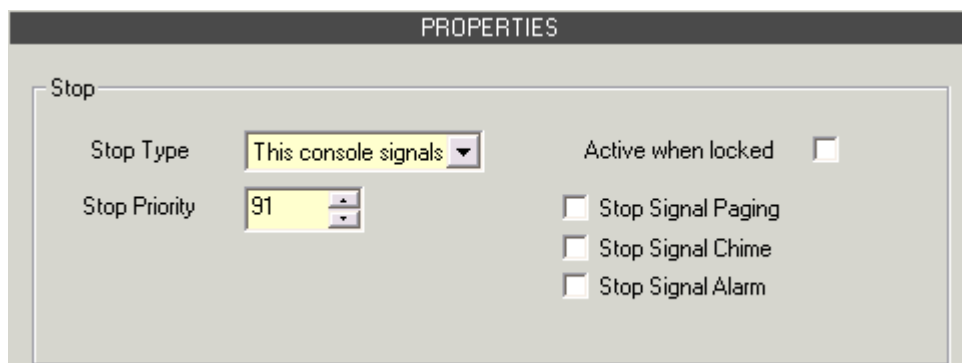 PROPERTIES
Stop
Stop Type This console signals Active when locked
Stop Priority 91 Stop Signal Paging
Stop Signal Chime
Stop Signal Alarm